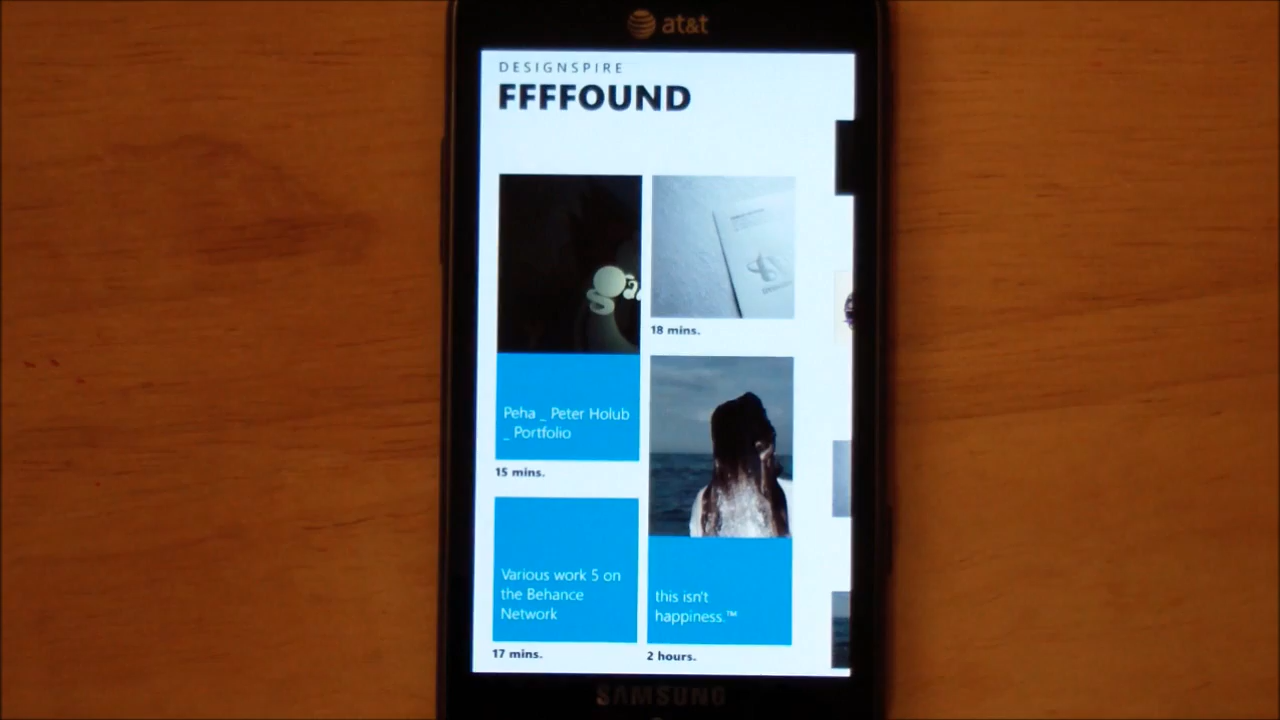 at&t
DESIGNSPIRE
FFFFOUND
18 mins.
Peha _ Peter Holub
_ Portfolio
15 mins.
Various work 5 on
the Behance
Network
17 mins.
this isn't
happiness.™
2 hours.
SAMSUNG